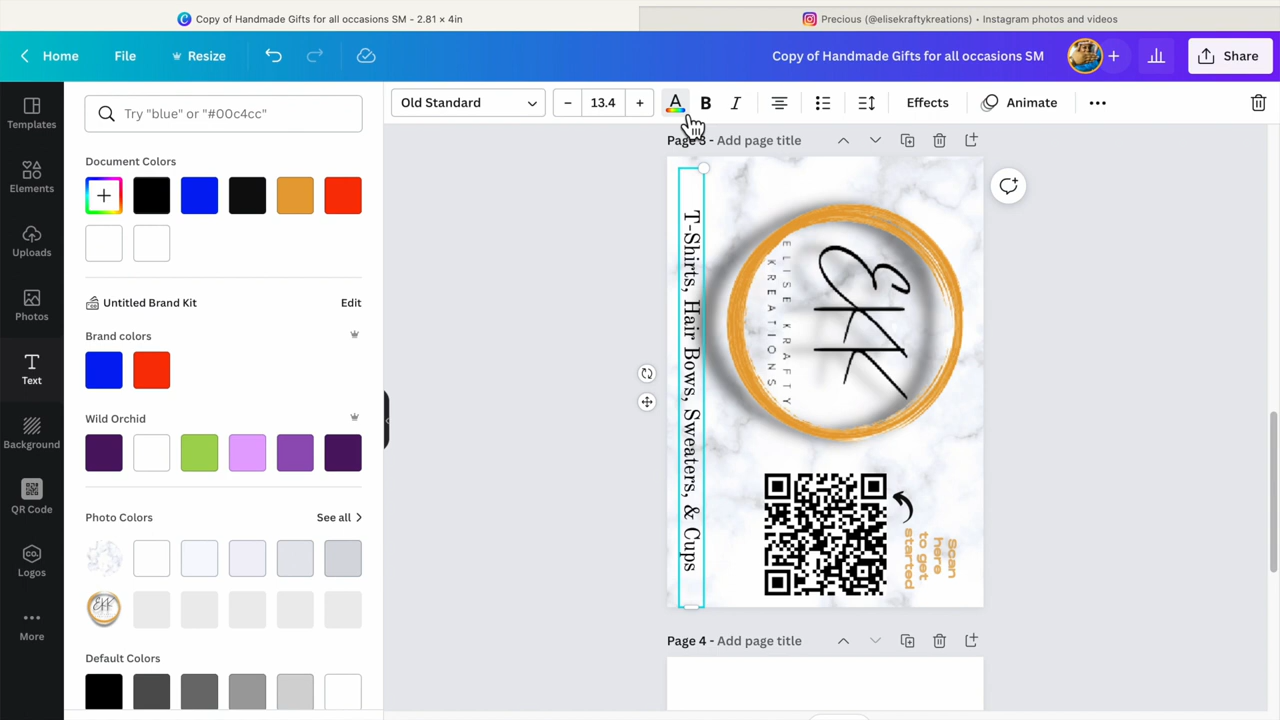 Copy of Handmade Gifts for all occasions SM - 2.81 × 4in
Precious (@elisekraftykreations) • Instagram photos and videos
Home
File
Resize
Copy of Handmade Gifts for all occasions SM
Share
Templates
Elements
Uploads
Photos
Text
Background
QR Code
Logos
More
Try "blue" or "#00c4cc"
Document Colors
Untitled Brand Kit
Edit
Brand colors
Wild Orchid
Photo Colors
See all
Default Colors
Old Standard
– 13.4 +
A
B
I
Effects
Animate
Page 3 - Add page title
T-Shirts, Hair Bows, Sweaters, & Cups
EKK
ELISE KRAFTY
KREATIONS
Scan
here
to get
started
Page 4 - Add page title